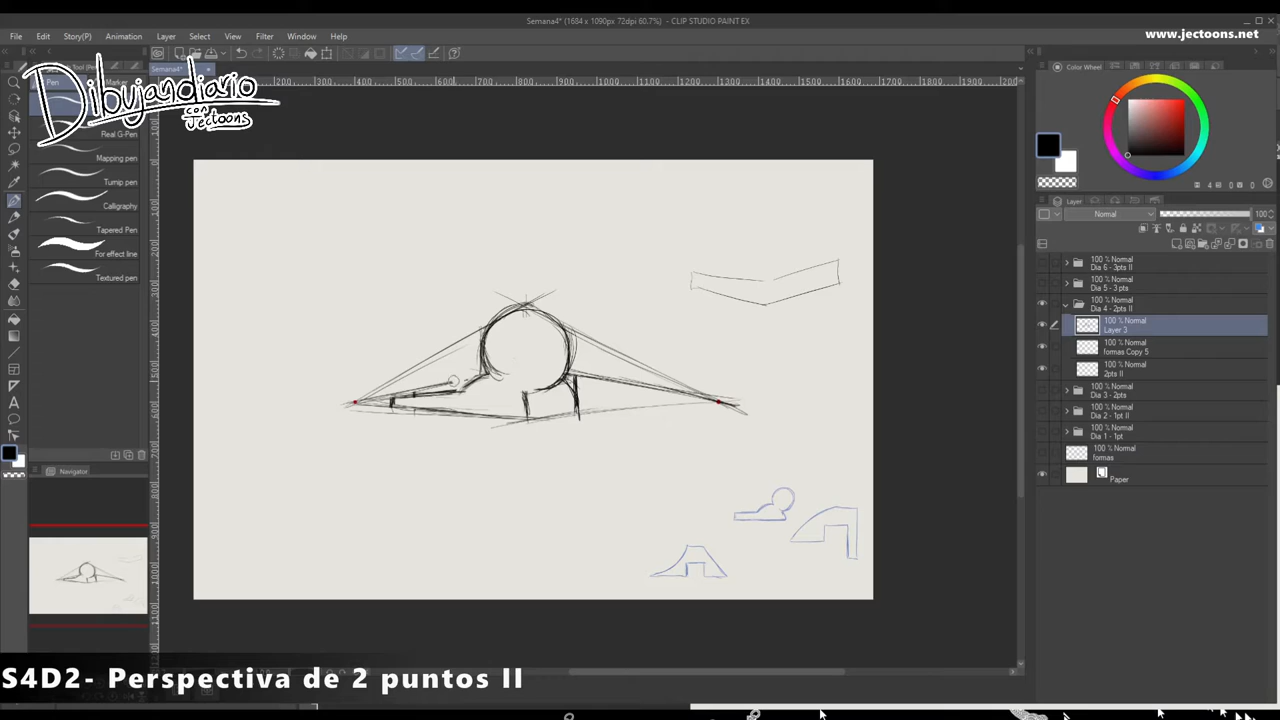 Semana4* (1684 x 1090px 72dpi 60.7%) - CLIP STUDIO PAINT EX
File Edit Story(P) Animation Layer Select View Filter Window Help
www.jectoons.net
Semana4*
Color Wheel
Dibujandiario
con
Jectoons
Pen
Marker
Real G-Pen
Mapping pen
Turnip pen
Calligraphy
Tapered Pen
For effect line
Textured pen
Navigator
Layer
Normal
100
100 % Normal
Dia 6 - 3pts II
100 % Normal
Dia 5 - 3 pts
100 % Normal
Dia 4 - 2pts II
100 % Normal
Layer 3
100 % Normal
formas Copy 5
100 % Normal
2pts II
100 % Normal
Dia 3 - 2pts
100 % Normal
Dia 2 - 1pt II
100 % Normal
Dia 1 - 1pt
100 % Normal
formas
Paper
S4D2- Perspectiva de 2 puntos II